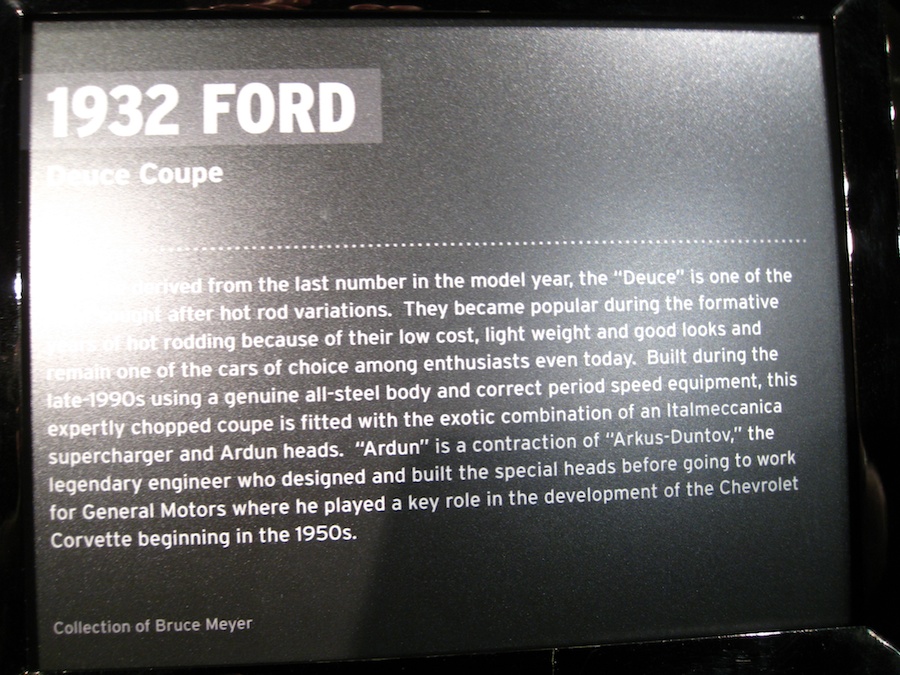 1932 FORD
Deuce Coupe
derived from the last number in the model year, the “Deuce” is one of the
after hot rod variations. They became popular during the formative
years of hot rodding because of their low cost, light weight and good looks and
remain one of the cars of choice among enthusiasts even today. Built during the
late-1990s using a genuine all-steel body and correct period speed equipment, this
expertly chopped coupe is fitted with the exotic combination of an Italmeccanica
supercharger and Ardun heads. “Ardun” is a contraction of “Arkus-Duntov,” the
legendary engineer who designed and built the special heads before going to work
for General Motors where he played a key role in the development of the Chevrolet
Corvette beginning in the 1950s.
Collection of Bruce Meyer